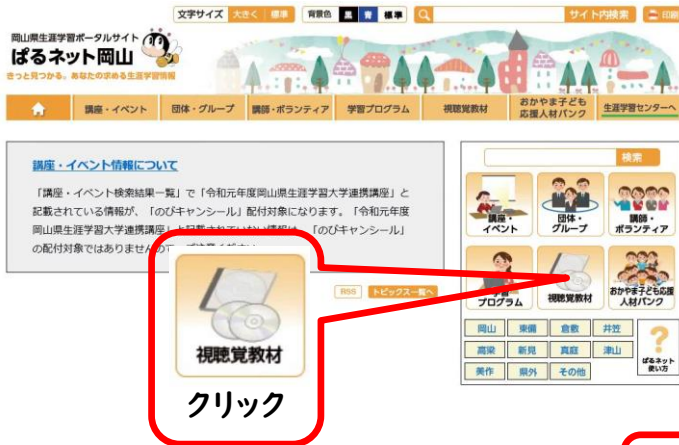 文字サイズ 大きく 標準 背景色 黒 青 標準 サイト内検索 印刷
岡山県生涯学習ポータルサイト
ぱるネット岡山
きっと見つかる。あなたの求める生涯学習情報
講座・イベント 団体・グループ 講師・ボランティア 学習プログラム 視聴覚教材 おかやま子ども 応援人材バンク 生涯学習センターへ
講座・イベント情報について
「講座・イベント検索結果一覧」で「令和元年度岡山県生涯学習大学連携講座」と
記載されている情報が、「のびキャンシール」配付対象になります。「令和元年度
岡山県生涯学習大学連携講座」と記載されていない情報は、「のびキャンシール」
の配付対象ではありませんので
RSS トピックス一覧へ
検索
講座・
イベント
団体・
グループ
講師・
ボランティア
プログラム
視聴覚教材
おかやま子ども応援
人材バンク
岡山 東備 倉敷 井笠
高梁 新見 真庭 津山
美作 県外 その他
?
ぱるネット
使い方
視聴覚教材
クリック